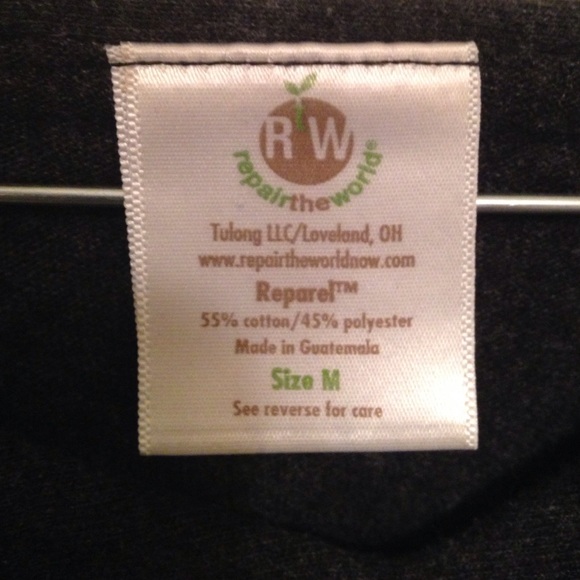 RW
repairtheworld®
Tulong LLC/Loveland, OH
www.repairtheworldnow.com
Reparel™
55% cotton/45% polyester
Made in Guatemala
Size M
See reverse for care